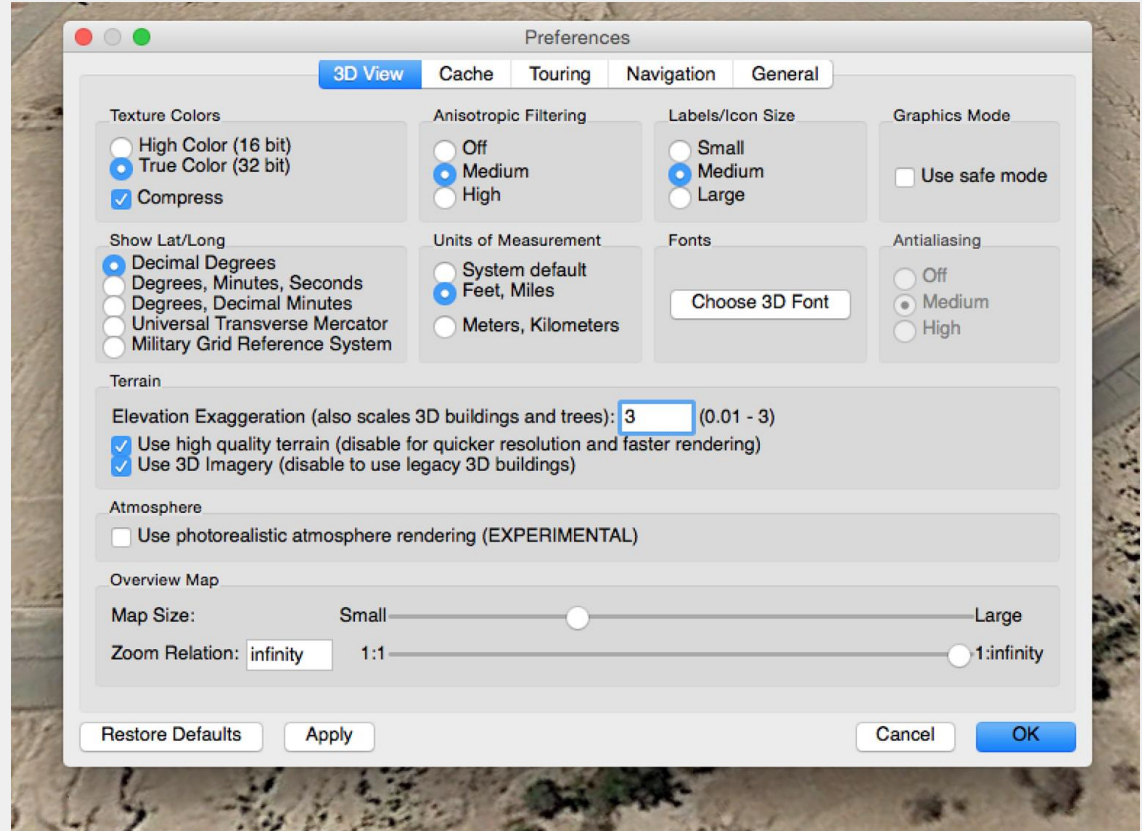 Preferences
3D View Cache Touring Navigation General
Texture Colors
High Color (16 bit)
True Color (32 bit)
Compress
Anisotropic Filtering
Off
Medium
High
Labels/Icon Size
Small
Medium
Large
Graphics Mode
Use safe mode
Show Lat/Long
Decimal Degrees
Degrees, Minutes, Seconds
Degrees, Decimal Minutes
Universal Transverse Mercator
Military Grid Reference System
Units of Measurement
System default
Feet, Miles
Meters, Kilometers
Fonts
Choose 3D Font
Antialiasing
Off
Medium
High
Terrain
Elevation Exaggeration (also scales 3D buildings and trees): 3 (0.01 - 3)
Use high quality terrain (disable for quicker resolution and faster rendering)
Use 3D Imagery (disable to use legacy 3D buildings)
Atmosphere
Use photorealistic atmosphere rendering (EXPERIMENTAL)
Overview Map
Map Size: Small Large
Zoom Relation: infinity 1:1 1:infinity
Restore Defaults Apply Cancel OK